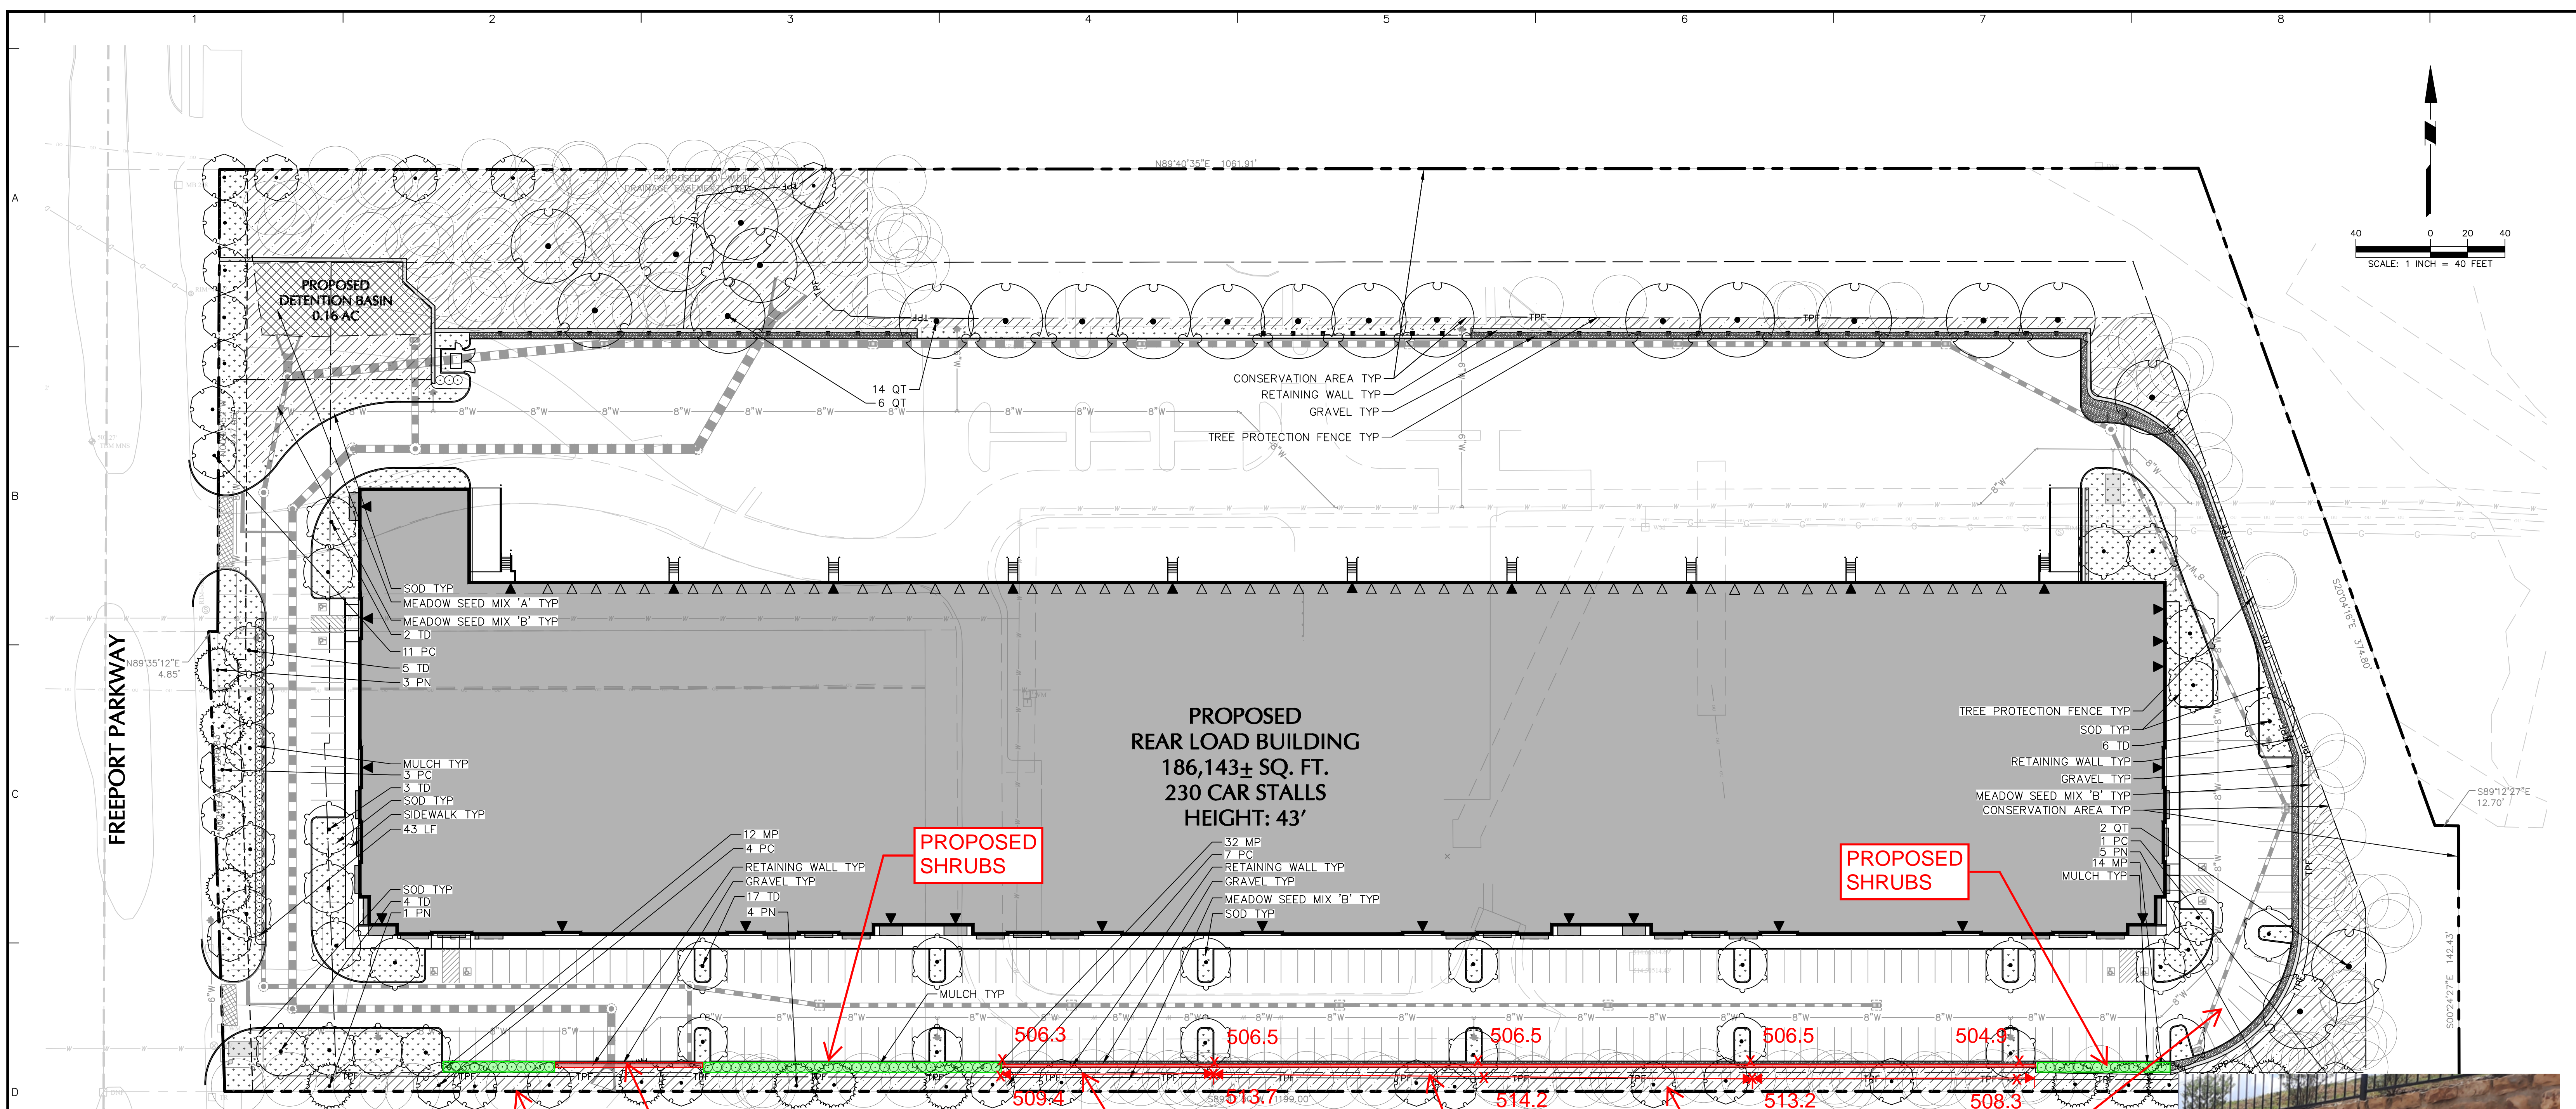 1 2 3 4 5 6 7 8
A
B
C
D
N89°40'35"E 1061.91'
40 0 20 40
SCALE: 1 INCH = 40 FEET
PROPOSED
DETENTION BASIN
0.16 AC
14 QT
6 QT
CONSERVATION AREA TYP
RETAINING WALL TYP
GRAVEL TYP
TREE PROTECTION FENCE TYP
SOD TYP
MEADOW SEED MIX 'A' TYP
MEADOW SEED MIX 'B' TYP
2 TD
11 PC
5 TD
3 PN
N89°35'12"E
4.85'
FREEPORT PARKWAY
MULCH TYP
3 PC
3 TD
SOD TYP
SIDEWALK TYP
43 LF
SOD TYP
4 TD
1 PN
12 MP
4 PC
RETAINING WALL TYP
GRAVEL TYP
17 TD
4 PN
PROPOSED
SHRUBS
PROPOSED
REAR LOAD BUILDING
186,143± SQ. FT.
230 CAR STALLS
HEIGHT: 43'
32 MP
7 PC
RETAINING WALL TYP
GRAVEL TYP
MEADOW SEED MIX 'B' TYP
SOD TYP
PROPOSED
SHRUBS
TREE PROTECTION FENCE TYP
SOD TYP
6 TD
RETAINING WALL TYP
GRAVEL TYP
MEADOW SEED MIX 'B' TYP
CONSERVATION AREA TYP
2 QT
1 PC
5 PN
14 MP
MULCH TYP
S20°04'16"E 374.80'
S89°12'27"E
12.70'
S00°24'27"E 142.43'
MULCH TYP
506.3 506.5 506.5 506.5 504.9
509.4 513.7 514.2 513.2 508.3
1199.00'